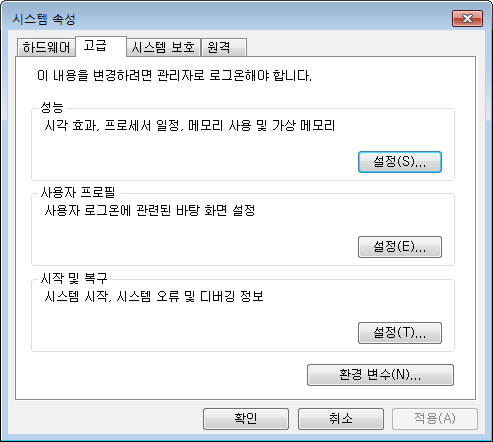 시스템 속성
하드웨어 고급 시스템 보호 원격
이 내용을 변경하려면 관리자로 로그온해야 합니다.
성능
시각 효과, 프로세서 일정, 메모리 사용 및 가상 메모리
설정(S)...
사용자 프로필
사용자 로그온에 관련된 바탕 화면 설정
설정(E)...
시작 및 복구
시스템 시작, 시스템 오류 및 디버깅 정보
설정(T)...
환경 변수(N)...
확인 취소 적용(A)